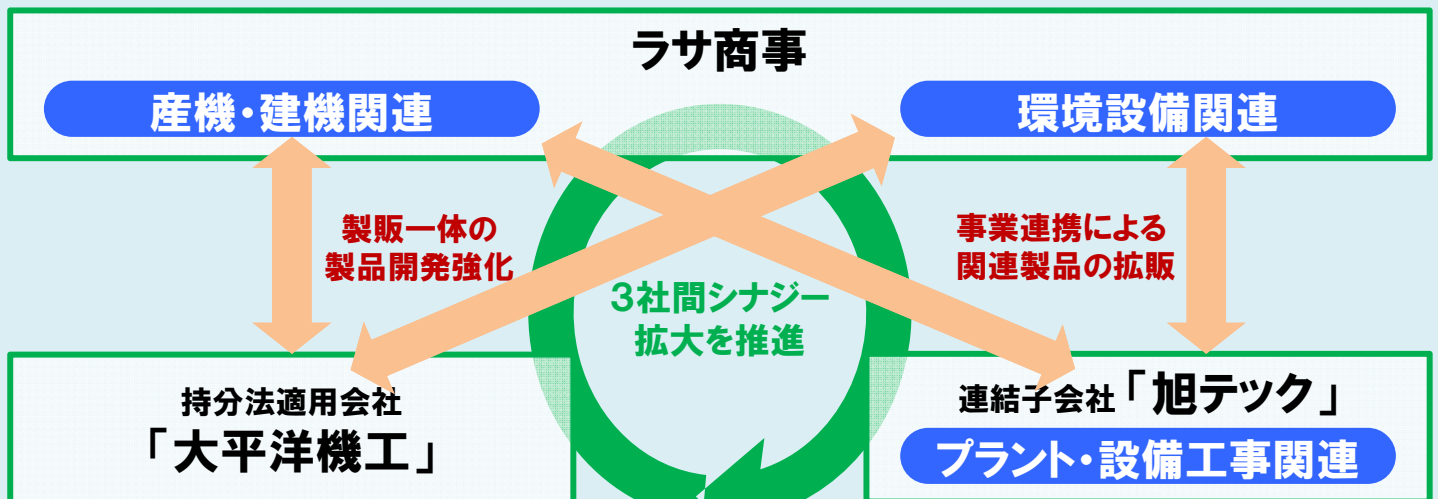 ラサ商事
産機・建機関連
環境設備関連
製販一体の
製品開発強化
事業連携による
関連製品の拡販
3社間シナジー
拡大を推進
持分法適用会社
「大平洋機工」
連結子会社「旭テック」
プラント・設備工事関連